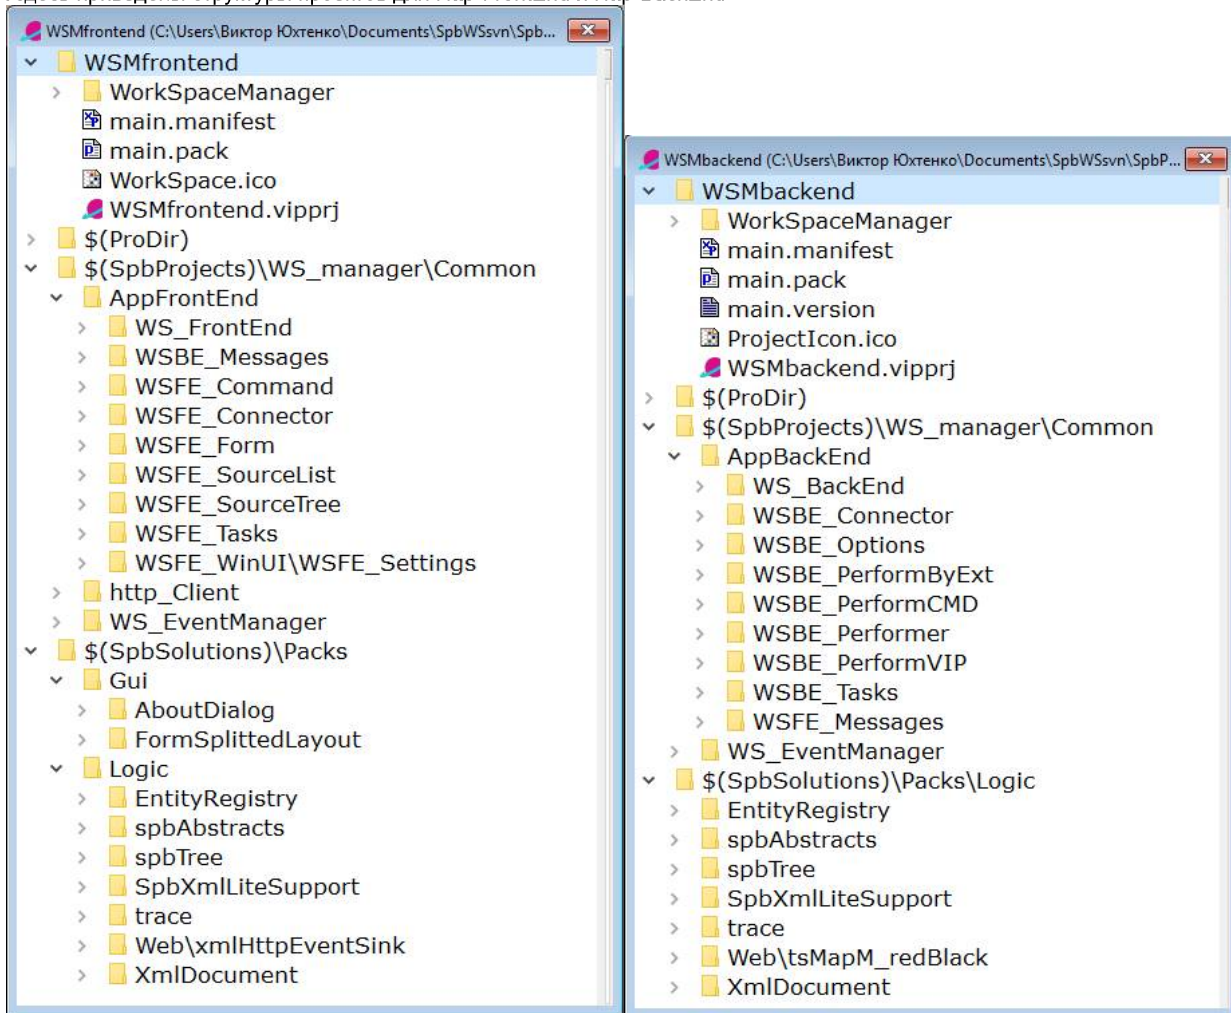 WSMfrontend (C:\Users\Виктор Юхтенко\Documents\SpbWSsvn\Spb...
WSMfrontend
WorkSpaceManager
main.manifest
main.pack
WorkSpace.ico
WSMfrontend.vipprj
$(ProDir)
$(SpbProjects)\WS_manager\Common
AppFrontEnd
WS_FrontEnd
WSBE_Messages
WSFE_Command
WSFE_Connector
WSFE_Form
WSFE_SourceList
WSFE_SourceTree
WSFE_Tasks
WSFE_WinUI\WSFE_Settings
http_Client
WS_EventManager
$(SpbSolutions)\Packs
Gui
AboutDialog
FormSplittedLayout
Logic
EntityRegistry
spbAbstracts
spbTree
SpbXmlLiteSupport
trace
Web\xmlHttpEventSink
XmlDocument
WSMbackend (C:\Users\Виктор Юхтенко\Documents\SpbWSsvn\SpbP...
WSMbackend
WorkSpaceManager
main.manifest
main.pack
main.version
ProjectIcon.ico
WSMbackend.vipprj
$(ProDir)
$(SpbProjects)\WS_manager\Common
AppBackEnd
WS_BackEnd
WSBE_Connector
WSBE_Options
WSBE_PerformByExt
WSBE_PerformCMD
WSBE_Performer
WSBE_PerformVIP
WSBE_Tasks
WSFE_Messages
WS_EventManager
$(SpbSolutions)\Packs\Logic
EntityRegistry
spbAbstracts
spbTree
SpbXmlLiteSupport
trace
Web\tsMapM_redBlack
XmlDocument